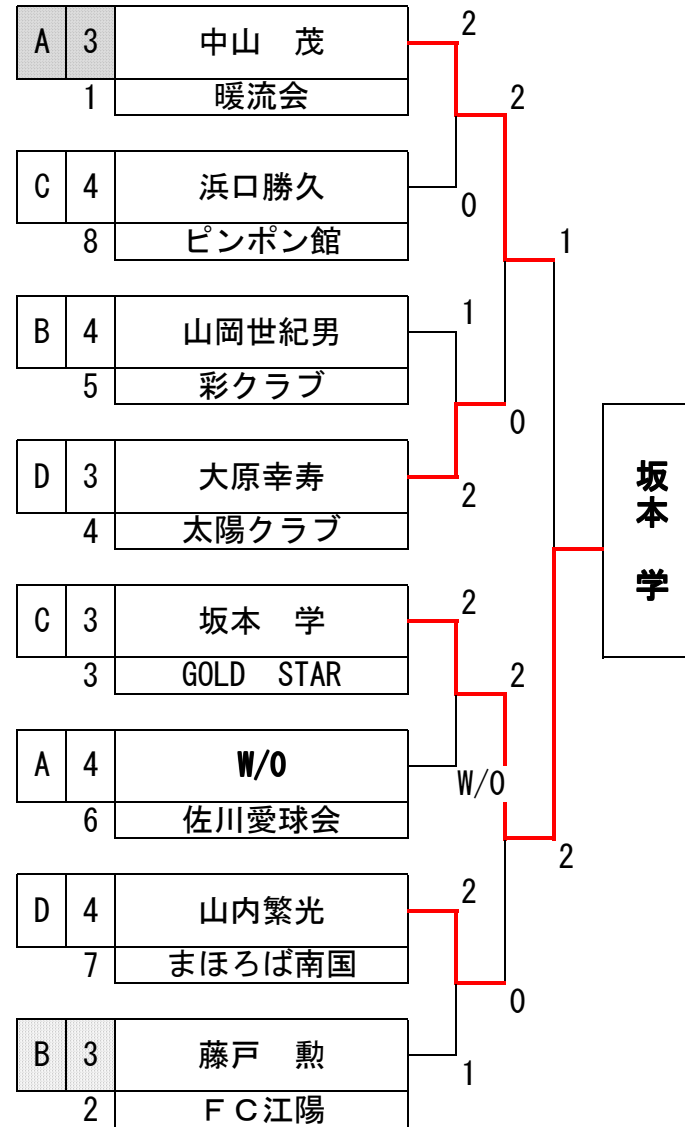 A 3 中山　茂 2
1 暖流会 2
C 4 浜口勝久 0
8 ピンポン館 1
B 4 山岡世紀男 1
5 彩クラブ 0
D 3 大原幸寿 2
4 太陽クラブ
坂本　学
C 3 坂本　学 2
3 GOLD　STAR 2
A 4 W/O W/O
6 佐川愛球会 2
D 4 山内繁光 2
7 まほろば南国 0
B 3 藤戸　勲 1
2 ＦＣ江陽